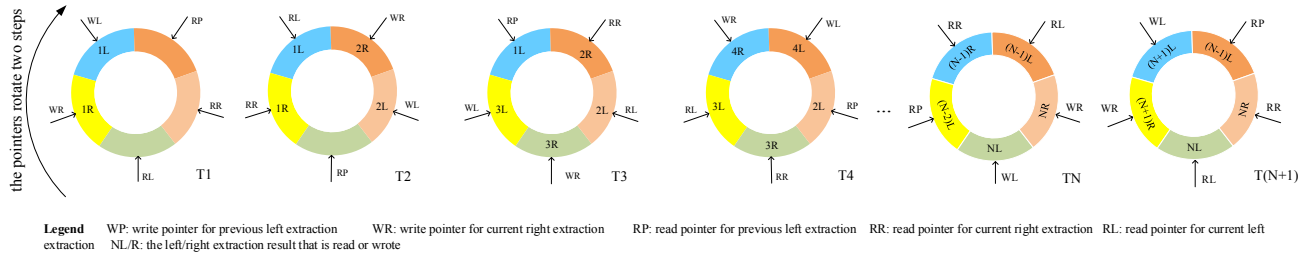 the pointers rotate two steps
WL
RP
1L
WR
1R
RR
RL
T1
RL
WR
1L
2R
RR
1R
2L
WL
RP
T2
RP
RR
1L
2R
WL
3L
2L
RL
3R
WR
T3
WR
WL
4R
4L
RL
3L
2L
RP
3R
RR
T4
...
RR
RL
(N-1)R
(N-1)L
RP
(N-2)L
NR
WR
NL
WL
TN
WL
RP
(N+1)L
(N-1)L
WR
(N+1)R
NR
RR
NL
RL
T(N+1)
Legend WP: write pointer for previous left extraction WR: write pointer for current right extraction RP: read pointer for previous left extraction RR: read pointer for current right extraction RL: read pointer for current left
extraction NL/R: the left/right extraction result that is read or wrote